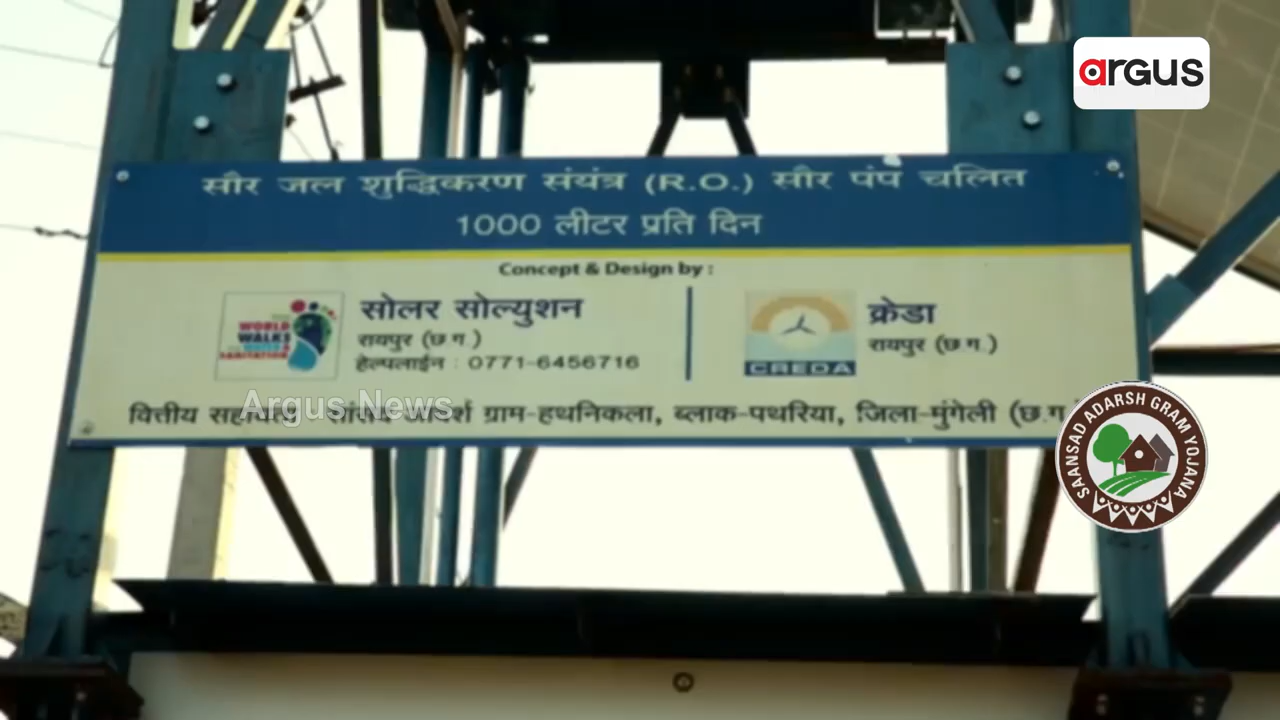 argus
सौर जल शुद्धिकरण संयंत्र (R.O.) सौर पंप चलित
1000 लीटर प्रति दिन
Concept & Design by :
WORLD
WALKS
SANITATION
सोलर सोल्युशन
रायपुर (छ.ग.)
हेल्पलाईन : 0771-6456716
CREDA
क्रेडा
रायपुर (छ.ग.)
Argus News
वित्तीय आदर्श ग्राम-हथनिकला, ब्लाक-पथरिया, जिला-मुंगेली (छ.ग.
SAANSAD ADARSH GRAM YOJANA